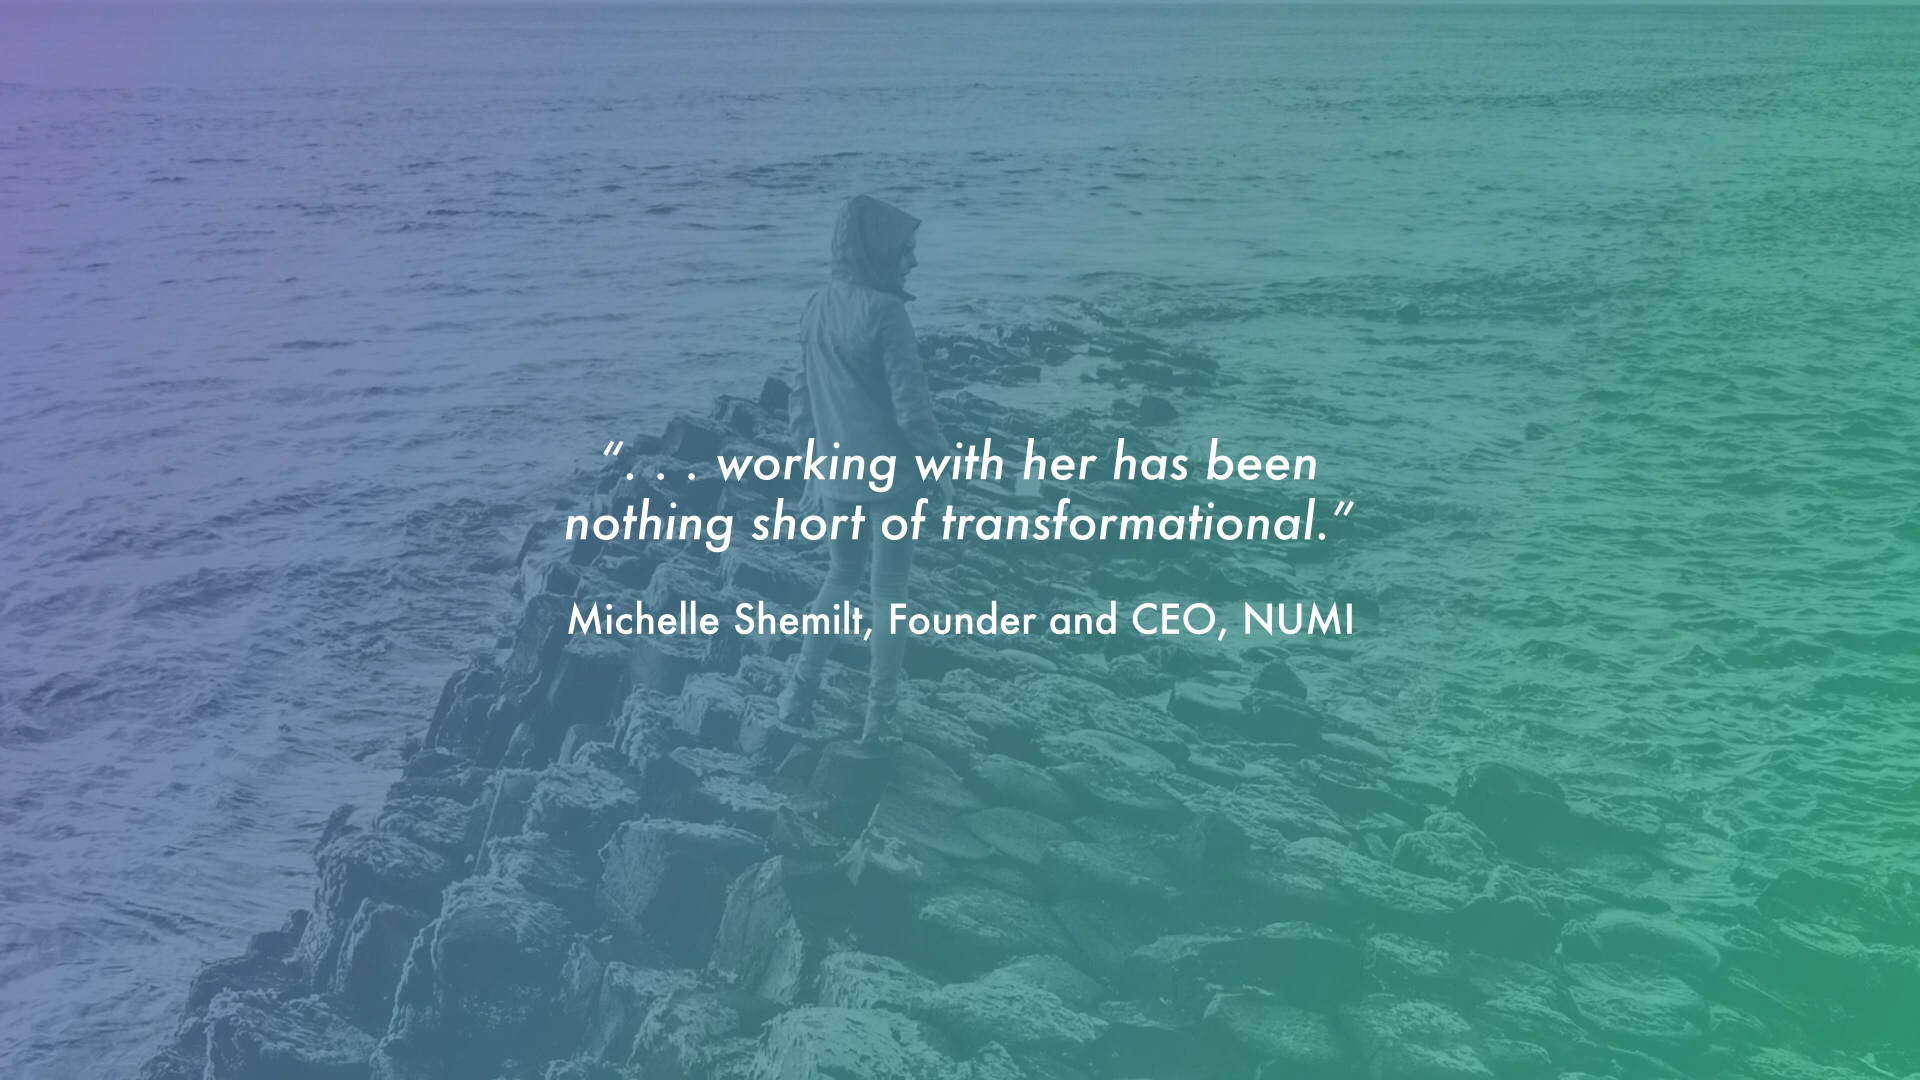 “. . . working with her has been
nothing short of transformational.”
Michelle Shemilt, Founder and CEO, NUMI